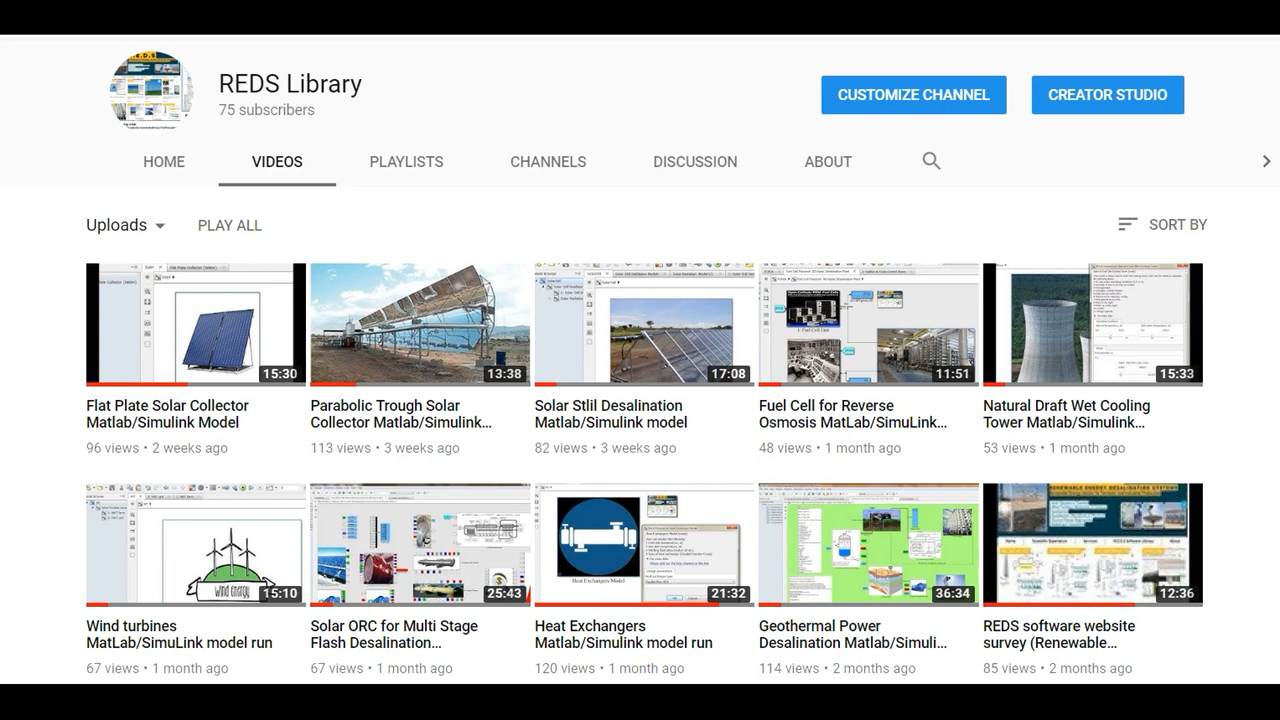 REDS Library
75 subscribers
CUSTOMIZE CHANNEL
CREATOR STUDIO
HOME
VIDEOS
PLAYLISTS
CHANNELS
DISCUSSION
ABOUT
Uploads
PLAY ALL
SORT BY
15:30
13:38
17:08
11:51
15:33
Flat Plate Solar Collector
Matlab/Simulink Model
96 views • 2 weeks ago
Parabolic Trough Solar
Collector Matlab/Simulink...
113 views • 3 weeks ago
Solar Stlil Desalination
Matlab/Simulink model
82 views • 3 weeks ago
Fuel Cell for Reverse
Osmosis MatLab/SimuLink...
48 views • 1 month ago
Natural Draft Wet Cooling
Tower Matlab/Simulink...
53 views • 1 month ago
wind energy
15:10
25:43
Heat Exchangers Model
21:32
36:34
12:36
Wind turbines
MatLab/SimuLink model run
67 views • 1 month ago
Solar ORC for Multi Stage
Flash Desalination...
67 views • 1 month ago
Heat Exchangers
Matlab/Simulink model run
120 views • 1 month ago
Geothermal Power
Desalination Matlab/Simuli...
114 views • 2 months ago
REDS software website
survey (Renewable...
85 views • 2 months ago